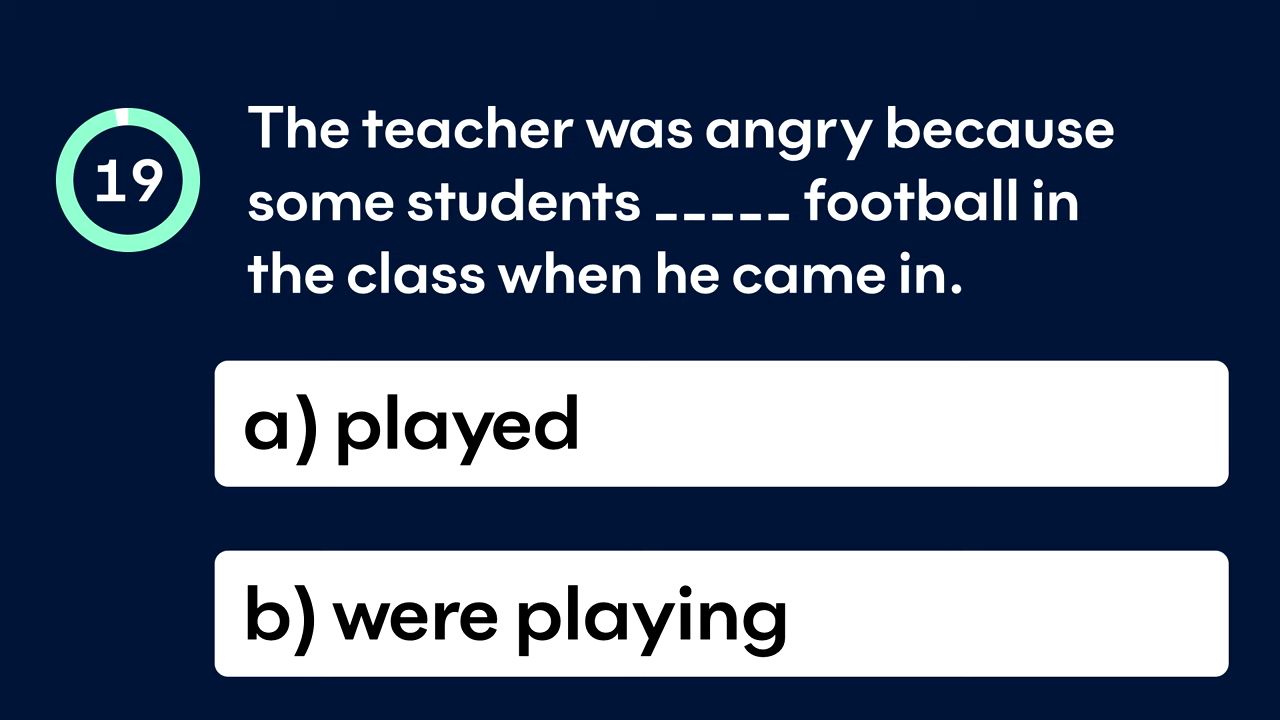 19
The teacher was angry because
some students _____ football in
the class when he came in.
a) played
b) were playing